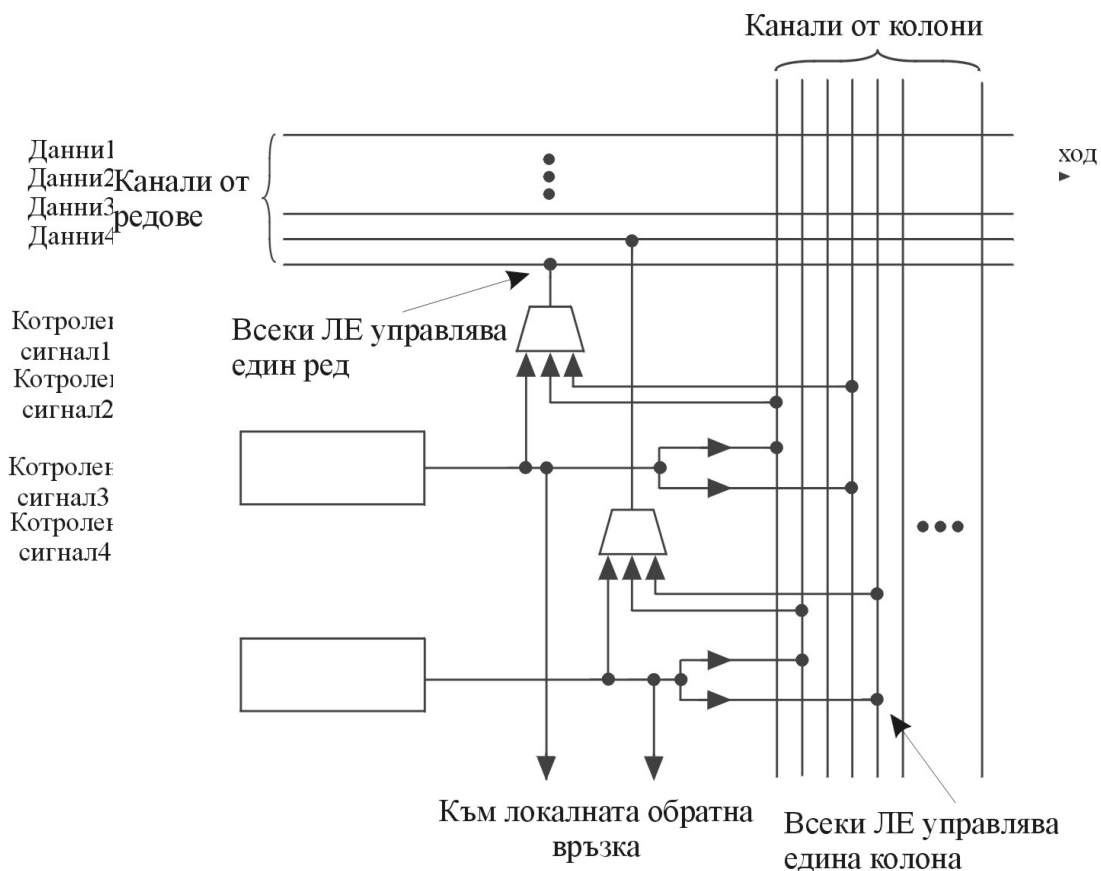 Канали от колони
Данни1
Данни2
Данни3
Данни4
Канали от
редове
ход
Всеки ЛЕ управлява
един ред
Котролен
сигнал1
Котролен
сигнал2
Котролен
сигнал3
Котролен
сигнал4
Към локалната обратна
връзка
Всеки ЛЕ управлява
едина колона